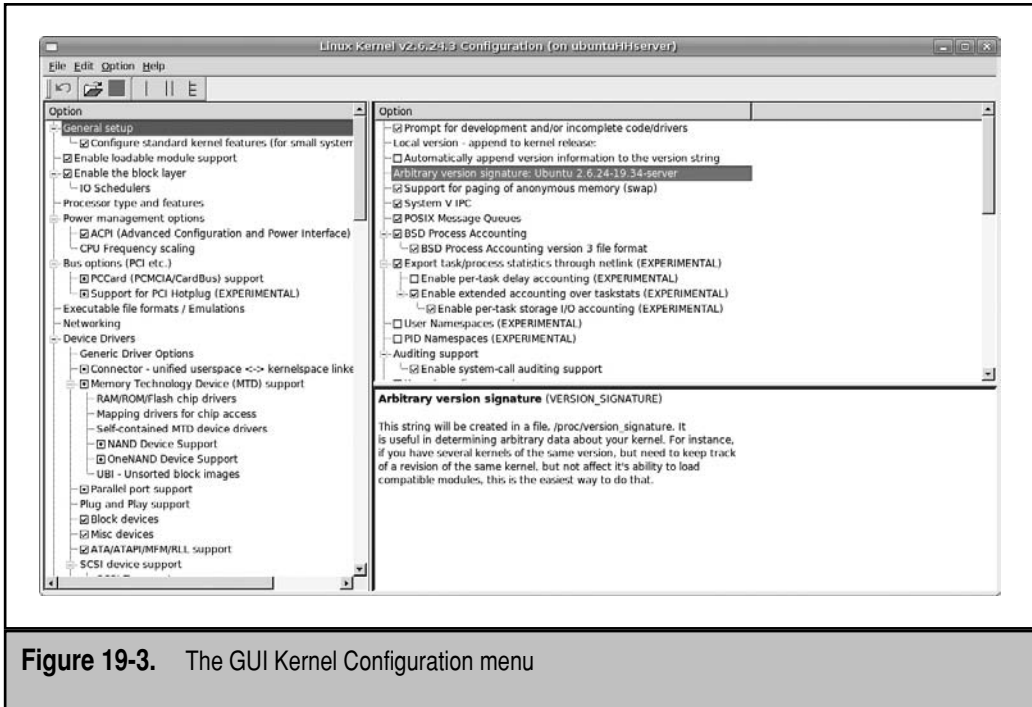 Linux Kernel v2.6.24.3 Configuration (on ubuntuHHserver)
File Edit Option Help
Option
General setup
Configure standard kernel features (for small system
Enable loadable module support
Enable the block layer
IO Schedulers
Processor type and features
Power management options
ACPI (Advanced Configuration and Power Interface)
CPU Frequency scaling
Bus options (PCI etc.)
PCCard (PCMCIA/CardBus) support
Support for PCI Hotplug (EXPERIMENTAL)
Executable file formats / Emulations
Networking
Device Drivers
Generic Driver Options
Connector - unified userspace <-> kernelspace linke
Memory Technology Device (MTD) support
RAM/ROM/Flash chip drivers
Mapping drivers for chip access
Self-contained MTD device drivers
NAND Device Support
OneNAND Device Support
UBI - Unsorted block images
Parallel port support
Plug and Play support
Block devices
Misc devices
ATA/ATAPI/MFM/RLL support
SCSI device support
Option
Prompt for development and/or incomplete code/drivers
Local version - append to kernel release:
Automatically append version information to the version string
Arbitrary version signature: Ubuntu 2.6.24-19.34-server
Support for paging of anonymous memory (swap)
System V IPC
POSIX Message Queues
BSD Process Accounting
BSD Process Accounting version 3 file format
Export task/process statistics through netlink (EXPERIMENTAL)
Enable per-task delay accounting (EXPERIMENTAL)
Enable extended accounting over taskstats (EXPERIMENTAL)
Enable per-task storage I/O accounting (EXPERIMENTAL)
User Namespaces (EXPERIMENTAL)
PID Namespaces (EXPERIMENTAL)
Auditing support
Enable system-call auditing support
Arbitrary version signature (VERSION_SIGNATURE)
This string will be created in a file, /proc/version_signature. It
is useful in determining arbitrary data about your kernel. For instance,
if you have several kernels of the same version, but need to keep track
of a revision of the same kernel, but not affect it's ability to load
compatible modules, this is the easiest way to do that.
Figure 19-3. The GUI Kernel Configuration menu